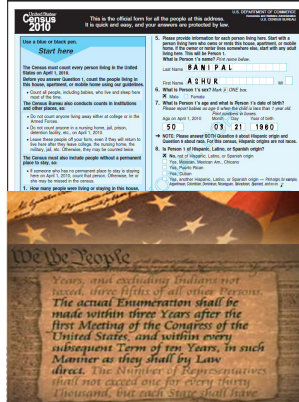 United States
Census
2010
This is the official form for all the people at this address.
It is quick and easy, and your answers are protected by law.
U.S. DEPARTMENT OF COMMERCE
U.S. CENSUS BUREAU
Use a blue or black pen.
Start here
The Census must count every person living in the United
States on April 1, 2010.
Before you answer Question 1, count the people living in
this house, apartment, or mobile home using our guidelines.
• Count all people, including babies, who live and sleep here
most of the time.
The Census Bureau also conducts counts in institutions
and other places, so:
• Do not count anyone living away either at college or in the
Armed Forces.
• Do not count anyone in a nursing home, jail, prison,
detention facility, etc., on April 1, 2010.
• Leave these people off your form, even if they will return to
live here after they leave college, the nursing home, the
military, jail, etc. Otherwise, they may be counted twice.
The Census must also include people without a permanent
place to stay, so:
• If someone who has no permanent place to stay is staying
here on April 1, 2010, count that person. Otherwise, he or
she may be missed in the census.
1. How many people were living or staying in this house,
5. Please provide information for each person living here. Start with a
person living here who owns or rents this house, apartment, or mobile
home. If the owner or renter lives somewhere else, start with any adult
living here. This will be Person 1.
What is Person 1's name? Print name below.
Last Name BANIPAL
First Name ASHUR MI
6. What is Person 1's sex? Mark X ONE box.
X Male Female
7. What is Person 1's age and what is Person 1's date of birth?
Please report babies as age 0 when the child is less than 1 year old.
Print numbers in boxes.
Age on April 1, 2010 Month Day Year of birth
50 03 21 1960
→ NOTE: Please answer BOTH Question 8 about Hispanic origin and
Question 9 about race. For this census, Hispanic origins are not races.
8. Is Person 1 of Hispanic, Latino, or Spanish origin?
X No, not of Hispanic, Latino, or Spanish origin
Yes, Mexican, Mexican Am., Chicano
Yes, Puerto Rican
Yes, Cuban
Yes, another Hispanic, Latino, or Spanish origin
We the People
Years, and excluding Indians not
taxed, three fifths of all other Persons.
The actual Enumeration shall be
made within three Years after the
first Meeting of the Congress of the
United States, and within every
subsequent Term of ten Years, in such
Manner as they shall by Law
direct. The Number of Representatives
shall not exceed one for every thirty
Thousand, but each State shall have